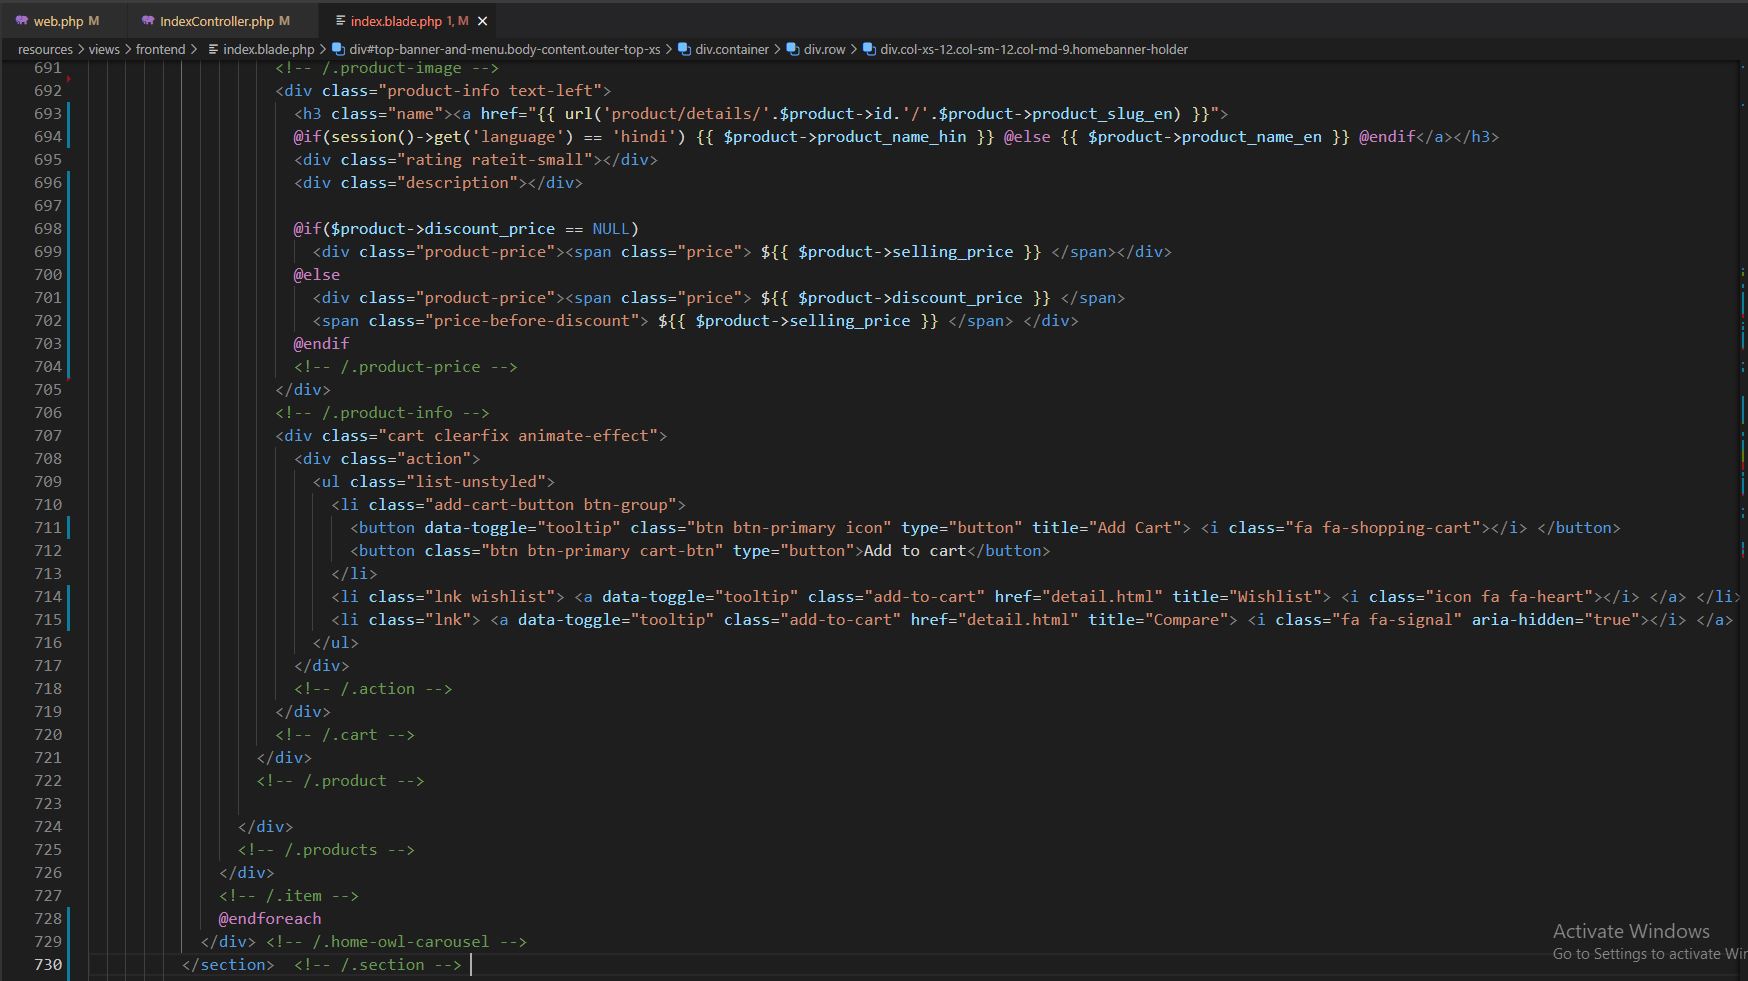 web.php M
IndexController.php M
index.blade.php 1, M
resources > views > frontend > index.blade.php > div#top-banner-and-menu.body-content.outer-top-xs > div.container > div.row > div.col-xs-12.col-sm-12.col-md-9.homebanner-holder
691 <!-- /.product-image -->
692 <div class="product-info text-left">
693 <h3 class="name"><a href="{{ url('product/details/'.$product->id.'/'.$product->product_slug_en) }}">
694 @if(session()->get('language') == 'hindi') {{ $product->product_name_hin }} @else {{ $product->product_name_en }} @endif</a></h3>
695 <div class="rating rateit-small"></div>
696 <div class="description"></div>
697
698 @if($product->discount_price == NULL)
699 <div class="product-price"><span class="price"> ${{ $product->selling_price }} </span></div>
700 @else
701 <div class="product-price"><span class="price"> ${{ $product->discount_price }} </span>
702 <span class="price-before-discount"> ${{ $product->selling_price }} </span> </div>
703 @endif
704 <!-- /.product-price -->
705 </div>
706 <!-- /.product-info -->
707 <div class="cart clearfix animate-effect">
708 <div class="action">
709 <ul class="list-unstyled">
710 <li class="add-cart-button btn-group">
711 <button data-toggle="tooltip" class="btn btn-primary icon" type="button" title="Add Cart"> <i class="fa fa-shopping-cart"></i> </button>
712 <button class="btn btn-primary cart-btn" type="button">Add to cart</button>
713 </li>
714 <li class="lnk wishlist"> <a data-toggle="tooltip" class="add-to-cart" href="detail.html" title="Wishlist"> <i class="icon fa fa-heart"></i> </a> </li>
715 <li class="lnk"> <a data-toggle="tooltip" class="add-to-cart" href="detail.html" title="Compare"> <i class="fa fa-signal" aria-hidden="true"></i> </a>
716 </ul>
717 </div>
718 <!-- /.action -->
719 </div>
720 <!-- /.cart -->
721 </div>
722 <!-- /.product -->
723
724 </div>
725 <!-- /.products -->
726 </div>
727 <!-- /.item -->
728 @endforeach
729 </div> <!-- /.home-owl-carousel -->
730 </section> <!-- /.section -->
Activate Windows
Go to Settings to activate